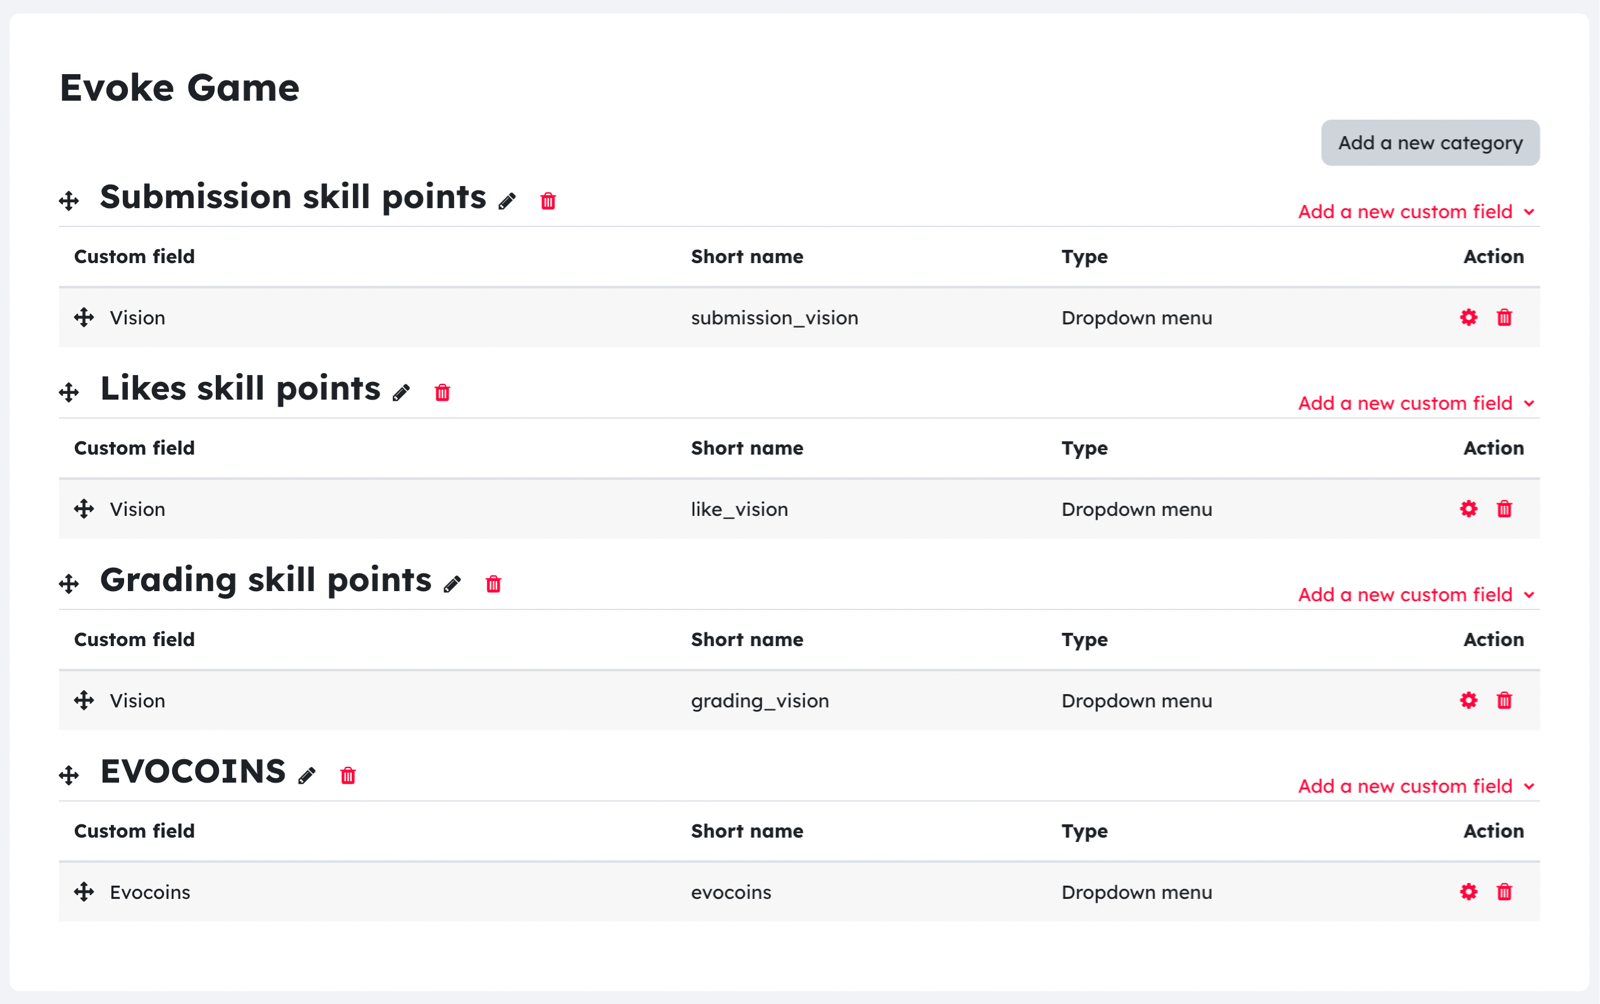 Evoke Game
Add a new category
Submission skill points
Add a new custom field
Custom field Short name Type Action
Vision submission_vision Dropdown menu
Likes skill points
Add a new custom field
Custom field Short name Type Action
Vision like_vision Dropdown menu
Grading skill points
Add a new custom field
Custom field Short name Type Action
Vision grading_vision Dropdown menu
EVOCOINS
Add a new custom field
Custom field Short name Type Action
Evocoins evocoins Dropdown menu